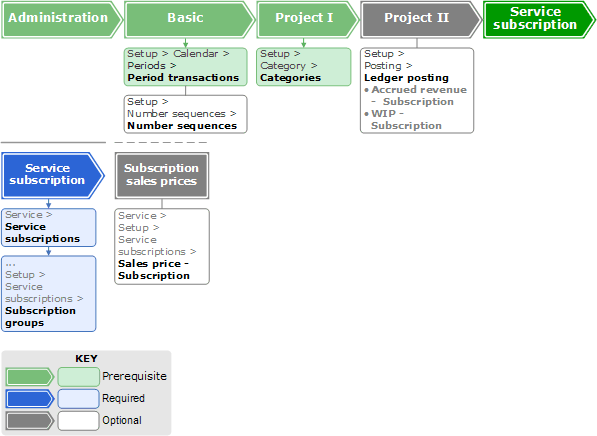 Administration
Basic
Project I
Project II
Service
subscription
Setup > Calendar >
Periods >
Period transactions
Setup >
Number sequences >
Number sequences
Setup >
Category >
Categories
Setup >
Posting >
Ledger posting
• Accrued revenue
- Subscription
• WIP -
Subscription
Service
subscription
Service >
Service
subscriptions
...
Setup >
Service
subscriptions >
Subscription
groups
Subscription
sales prices
Service >
Setup >
Service
subscriptions >
Sales price -
Subscription
KEY
Prerequisite
Required
Optional